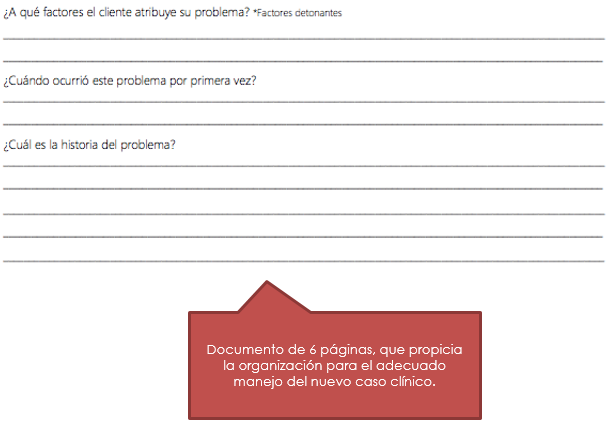 ¿A qué factores el cliente atribuye su problema? *Factores detonantes
¿Cuándo ocurrió este problema por primera vez?
¿Cuál es la historia del problema?
Documento de 6 páginas, que propicia
la organización para el adecuado
manejo del nuevo caso clínico.